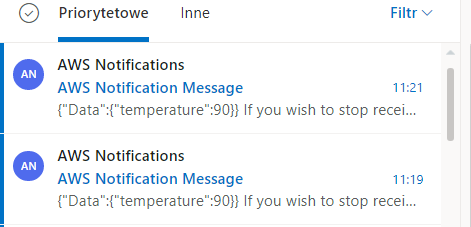 Priorytetowe Inne Filtr
AN AWS Notifications
AWS Notification Message 11:21
{"Data":{"temperature":90}} If you wish to stop recei...
AN AWS Notifications
AWS Notification Message 11:19
{"Data":{"temperature":90}} If you wish to stop recei...